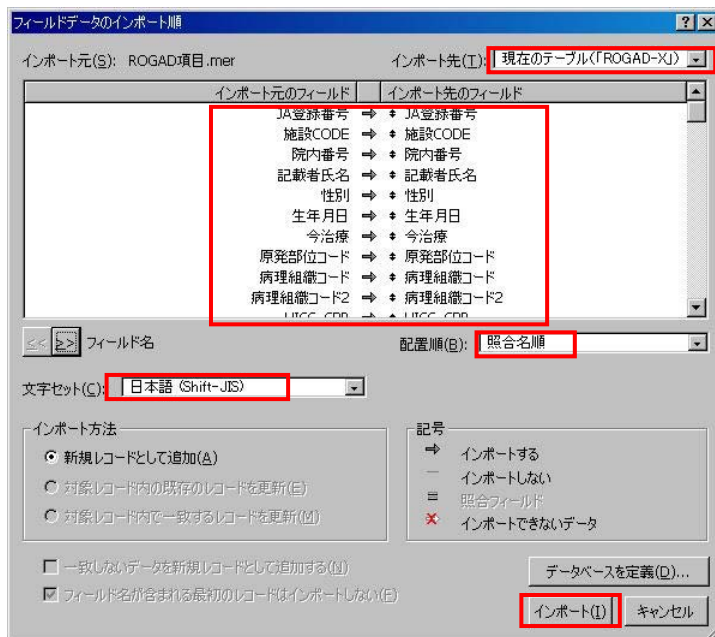 フィールドデータのインポート順
インポート元(S): ROGAD項目.mer
インポート先(T): 現在のテーブル(「ROGAD-X」)
インポート元のフィールド インポート先のフィールド
JA登録番号 ⇒ JA登録番号
施設CODE ⇒ 施設CODE
院内番号 ⇒ 院内番号
記載者氏名 ⇒ 記載者氏名
性別 ⇒ 性別
生年月日 ⇒ 生年月日
今治療 ⇒ 今治療
原発部位コード ⇒ 原発部位コード
病理組織コード ⇒ 病理組織コード
病理組織コード2 ⇒ 病理組織コード2
<< >> フィールド名
配置順(B): 照合名順
文字セット(C): 日本語 (Shift-JIS)
インポート方法
新規レコードとして追加(A)
対象レコード内の既存のレコードを更新(E)
対象レコード内で一致するレコードを更新(M)
一致しないデータを新規レコードとして追加する(N)
フィールド名が含まれる最初のレコードはインポートしない(F)
記号
⇒ インポートする
インポートしない
照合フィールド
インポートできないデータ
データベースを定義(D)...
インポート(I) キャンセル